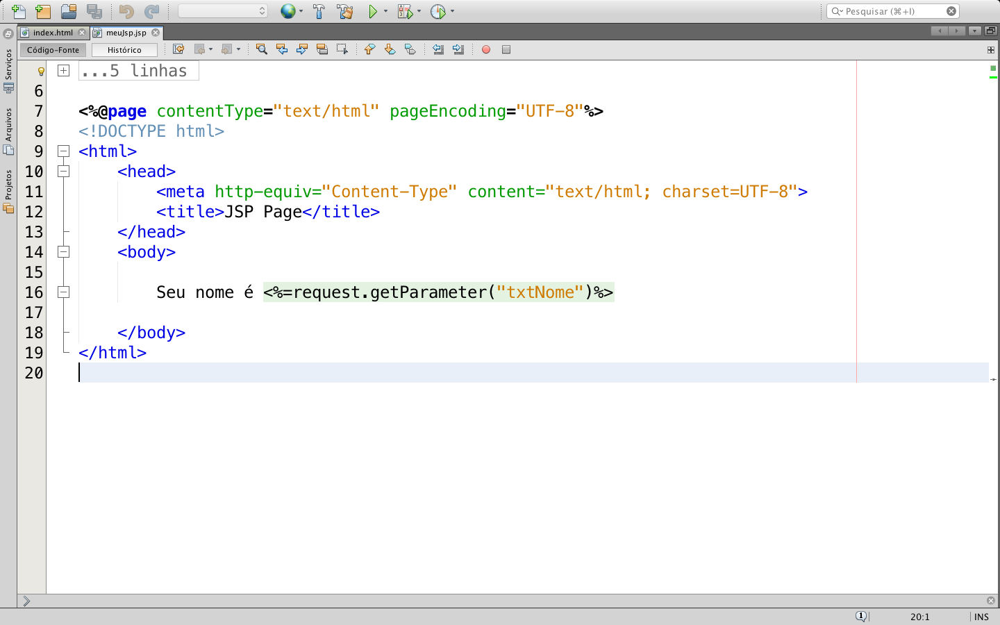 Pesquisar (⌘+I)
index.html
meuJsp.jsp
Código-Fonte
Histórico
Serviços
Arquivos
Projetos
...5 linhas
6
7 <%@page contentType="text/html" pageEncoding="UTF-8"%>
8 <!DOCTYPE html>
9 <html>
10     <head>
11         <meta http-equiv="Content-Type" content="text/html; charset=UTF-8">
12         <title>JSP Page</title>
13     </head>
14     <body>
15
16         Seu nome é <%=request.getParameter("txtNome")%>
17
18     </body>
19 </html>
20
1
20:1
INS